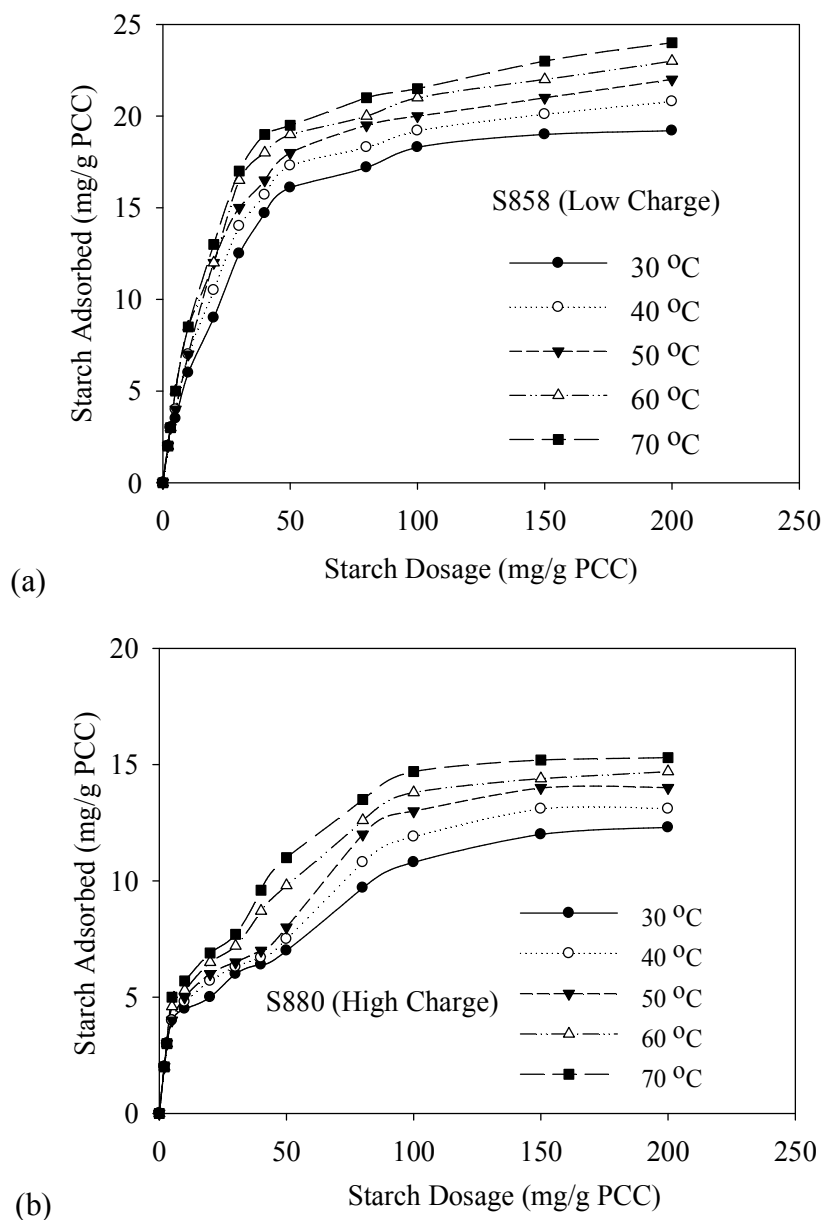 25
20
15
10
5
0
Starch Adsorbed (mg/g PCC)
S858 (Low Charge)
30 ºC
40 ºC
50 ºC
60 ºC
70 ºC
0 50 100 150 200 250
Starch Dosage (mg/g PCC)
(a)
20
15
10
5
0
Starch Adsorbed (mg/g PCC)
30 ºC
40 ºC
50 ºC
60 ºC
70 ºC
S880 (High Charge)
0 50 100 150 200 250
Starch Dosage (mg/g PCC)
(b)